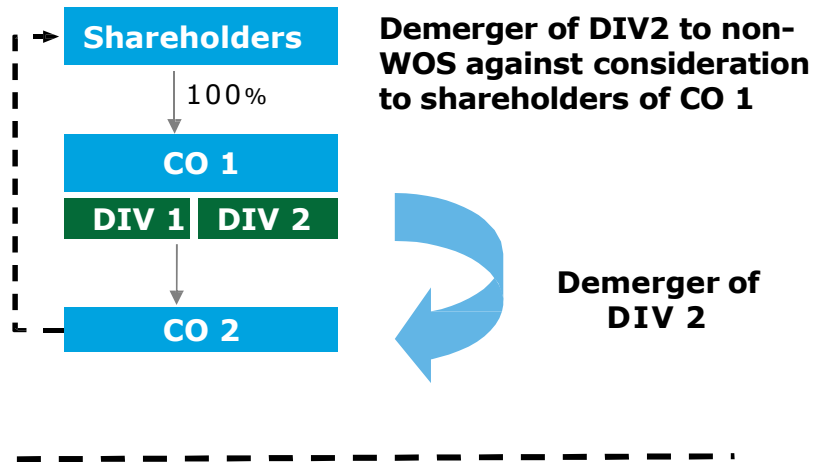 Shareholders
Demerger of DIV2 to non-
WOS against consideration
to shareholders of CO 1
100%
CO 1
DIV 1
DIV 2
Demerger of
DIV 2
CO 2